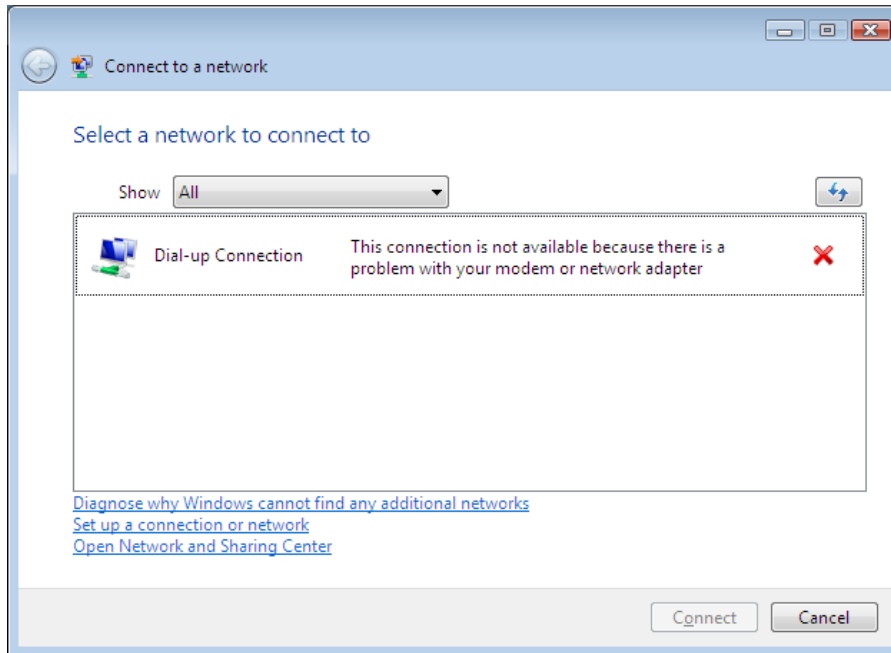 Connect to a network
Select a network to connect to
Show All
Dial-up Connection
This connection is not available because there is a
problem with your modem or network adapter
Diagnose why Windows cannot find any additional networks
Set up a connection or network
Open Network and Sharing Center
Connect Cancel